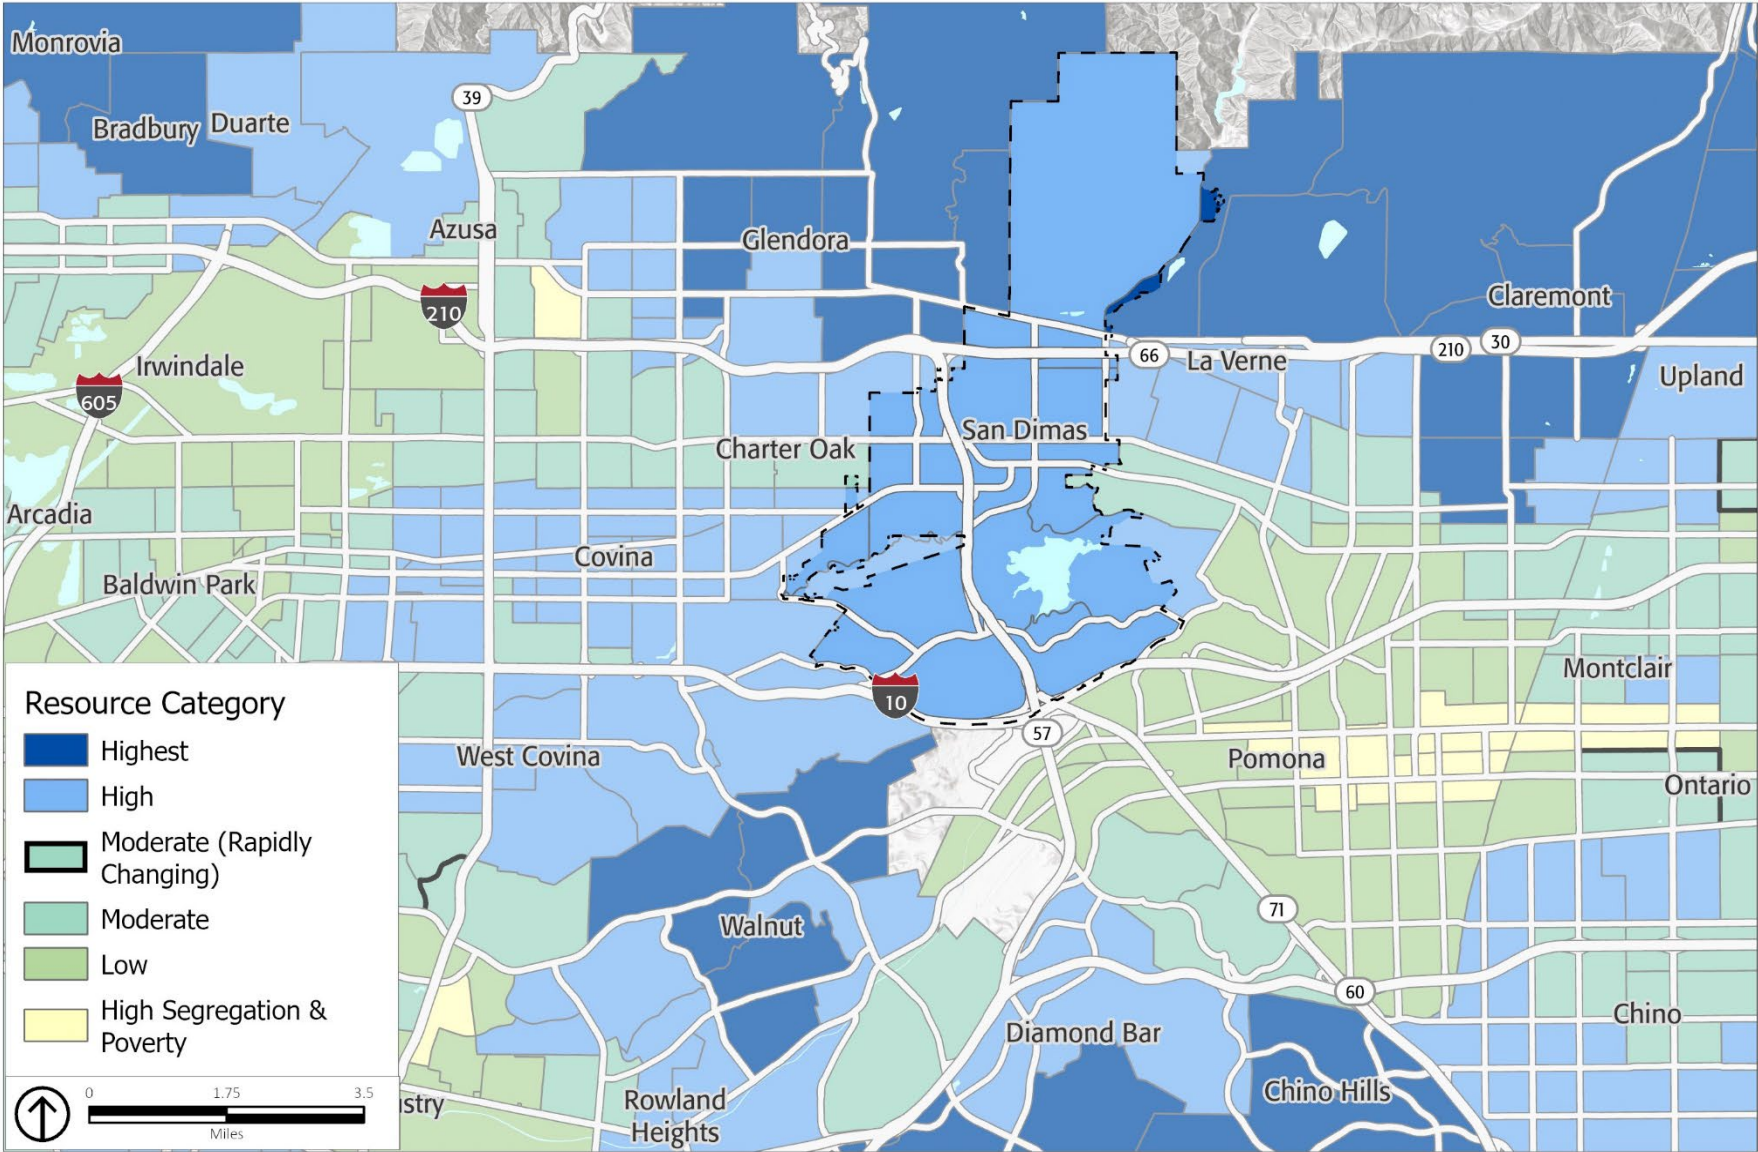 Monrovia
39
Bradbury
Duarte
Azusa
Glendora
210
Claremont
Irwindale
605
66
La Verne
210
30
Upland
San Dimas
Charter Oak
Arcadia
Covina
Baldwin Park
Montclair
10
57
West Covina
Pomona
Ontario
Walnut
71
60
Chino
Diamond Bar
Chino Hills
Rowland
Heights
ustry
Resource Category
Highest
High
Moderate (Rapidly
Changing)
Moderate
Low
High Segregation &
Poverty
0 1.75 3.5
Miles